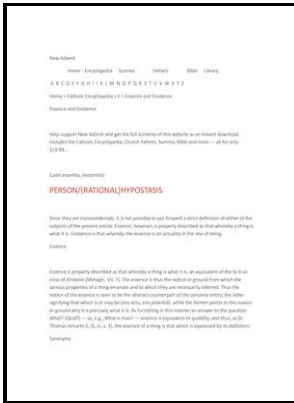 New Advent
Home Encyclopedia Summa Fathers Bible Library
A B C D E F G H I J K L M N O P Q R S T U V W X Y Z
Home > Catholic Encyclopedia > E > Essence and Existence
Essence and Existence
Help support New Advent and get the full contents of this website as an instant download.
Includes the Catholic Encyclopedia, Church Fathers, Summa, Bible and more — all for only
$19.99...
(Latin essentia, existentia)
PERSON/(RATIONAL)HYPOSTASIS
Since they are transcendentals, it is not possible to put forward a strict definition of either of the
subjects of the present article. Essence, however, is properly described as that whereby a thing is
what it is. Existence is that whereby the essence is an actuality in the line of being.
Essence
Essence is properly described as that whereby a thing is what it is, an equivalent of the to ti en
einai of Aristotle (Metaph., VII, 7). The essence is thus the radical or ground from which the
various properties of a thing emanate and to which they are necessarily referred. Thus the
notion of the essence is seen to be the abstract counterpart of the concrete entity; the latter
signifying that which is or may be (ens actu, ens potentiâ), while the former points to the reason
or ground why it is precisely what it is. As furnishing in this manner an answer to the question
What? (Quid?) — as, e.g., What is man? — essence is equivalent to quiddity; and thus, as St.
Thomas remarks (I, Q. iii, a. 3), the essence of a thing is that which is expressed by its definition.
Synonyms